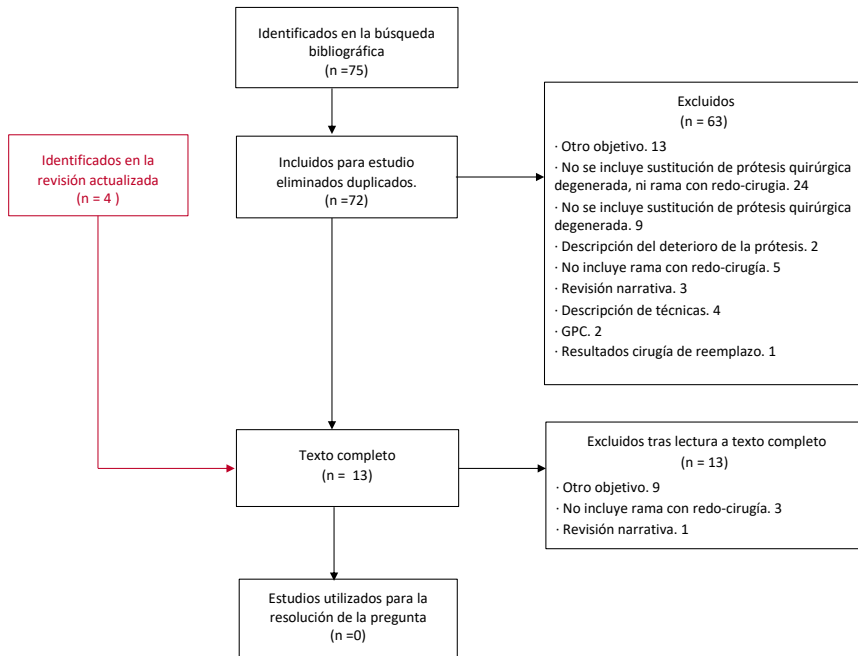 Identificados en la búsqueda
bibliográfica
(n =75)
Excluidos
(n = 63)
· Otro objetivo. 13
· No se incluye sustitución de prótesis quirúrgica
degenerada, ni rama con redo-cirugia. 24
· No se incluye sustitución de prótesis quirúrgica
degenerada. 9
· Descripción del deterioro de la prótesis. 2
· No incluye rama con redo-cirugía. 5
· Revisión narrativa. 3
· Descripción de técnicas. 4
· GPC. 2
· Resultados cirugía de reemplazo. 1
Identificados en la
revisión actualizada
(n = 4 )
Incluidos para estudio
eliminados duplicados.
(n =72)
Texto completo
(n = 13)
Excluidos tras lectura a texto completo
(n = 13)
· Otro objetivo. 9
· No incluye rama con redo-cirugía. 3
· Revisión narrativa. 1
Estudios utilizados para la
resolución de la pregunta
(n =0)